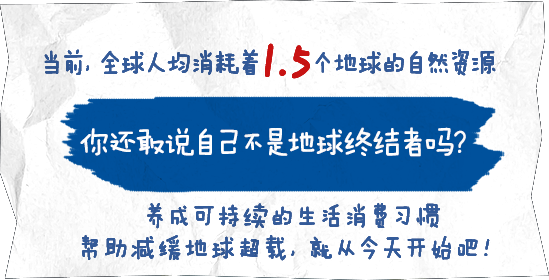 当前，全球人均消耗着1.5个地球的自然资源
你还敢说自己不是地球终结者吗？
养成可持续的生活消费习惯
帮助减缓地球超载，就从今天开始吧！